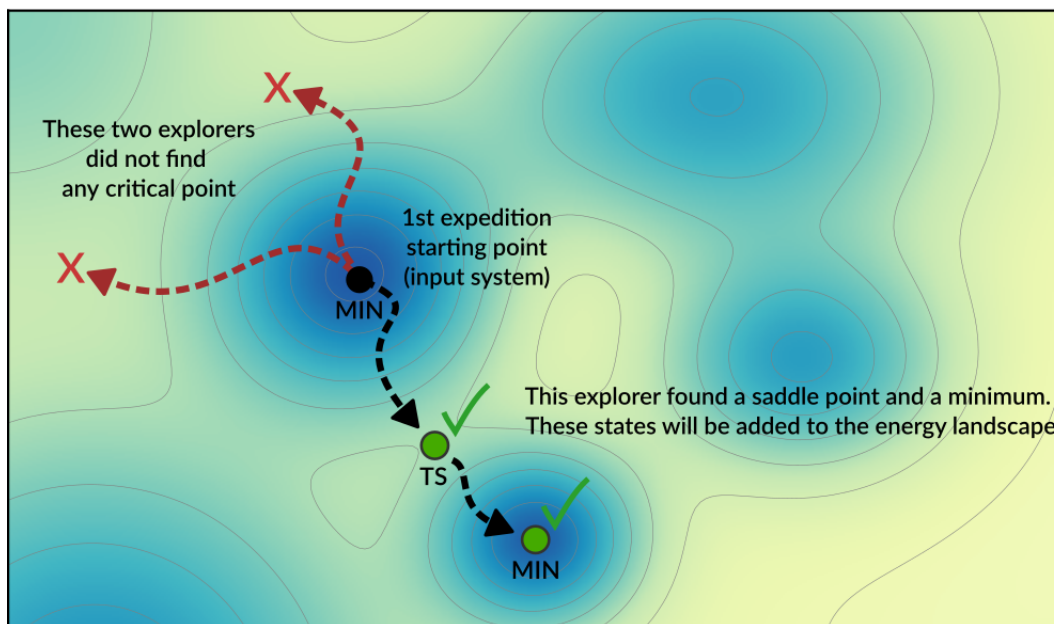 X
These two explorers
did not find
any critical point
1st expedition
starting point
(input system)
X
MIN
This explorer found a saddle point and a minimum.
These states will be added to the energy landscape
TS
MIN